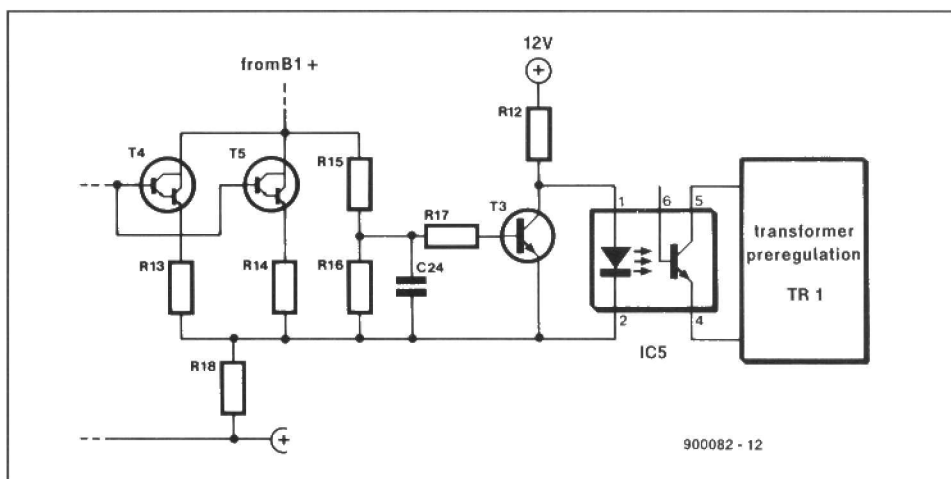 12V
fromB1 +
R12
T4
T5
R15
T3
R17
1
6
5
transformer
preregulation
TR 1
R13
R14
R16
C24
2
4
IC5
R18
900082 - 12